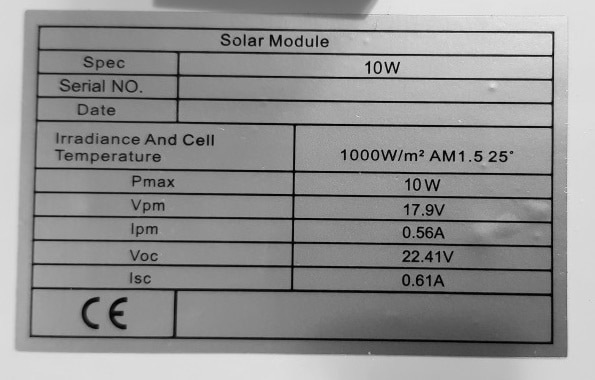 Solar Module
Spec 10W
Serial NO.
Date
Irradiance And Cell
Temperature 1000W/m² AM1.5 25°
Pmax 10W
Vpm 17.9V
Ipm 0.56A
Voc 22.41V
Isc 0.61A
CE